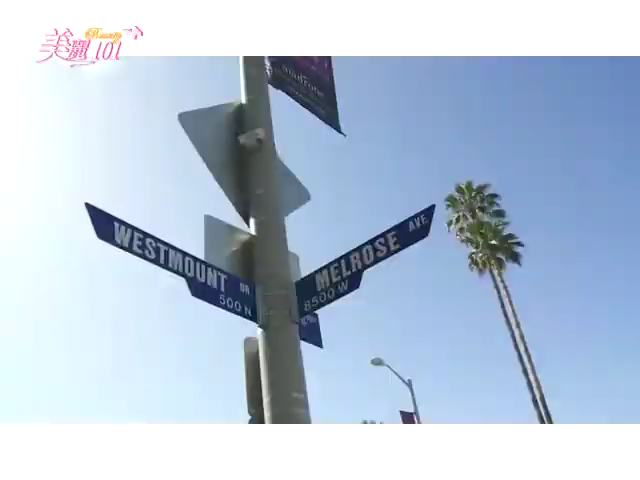 美麗101
Beauty
WESTMOUNT DR
500 N
MELROSE AVE
8500 W